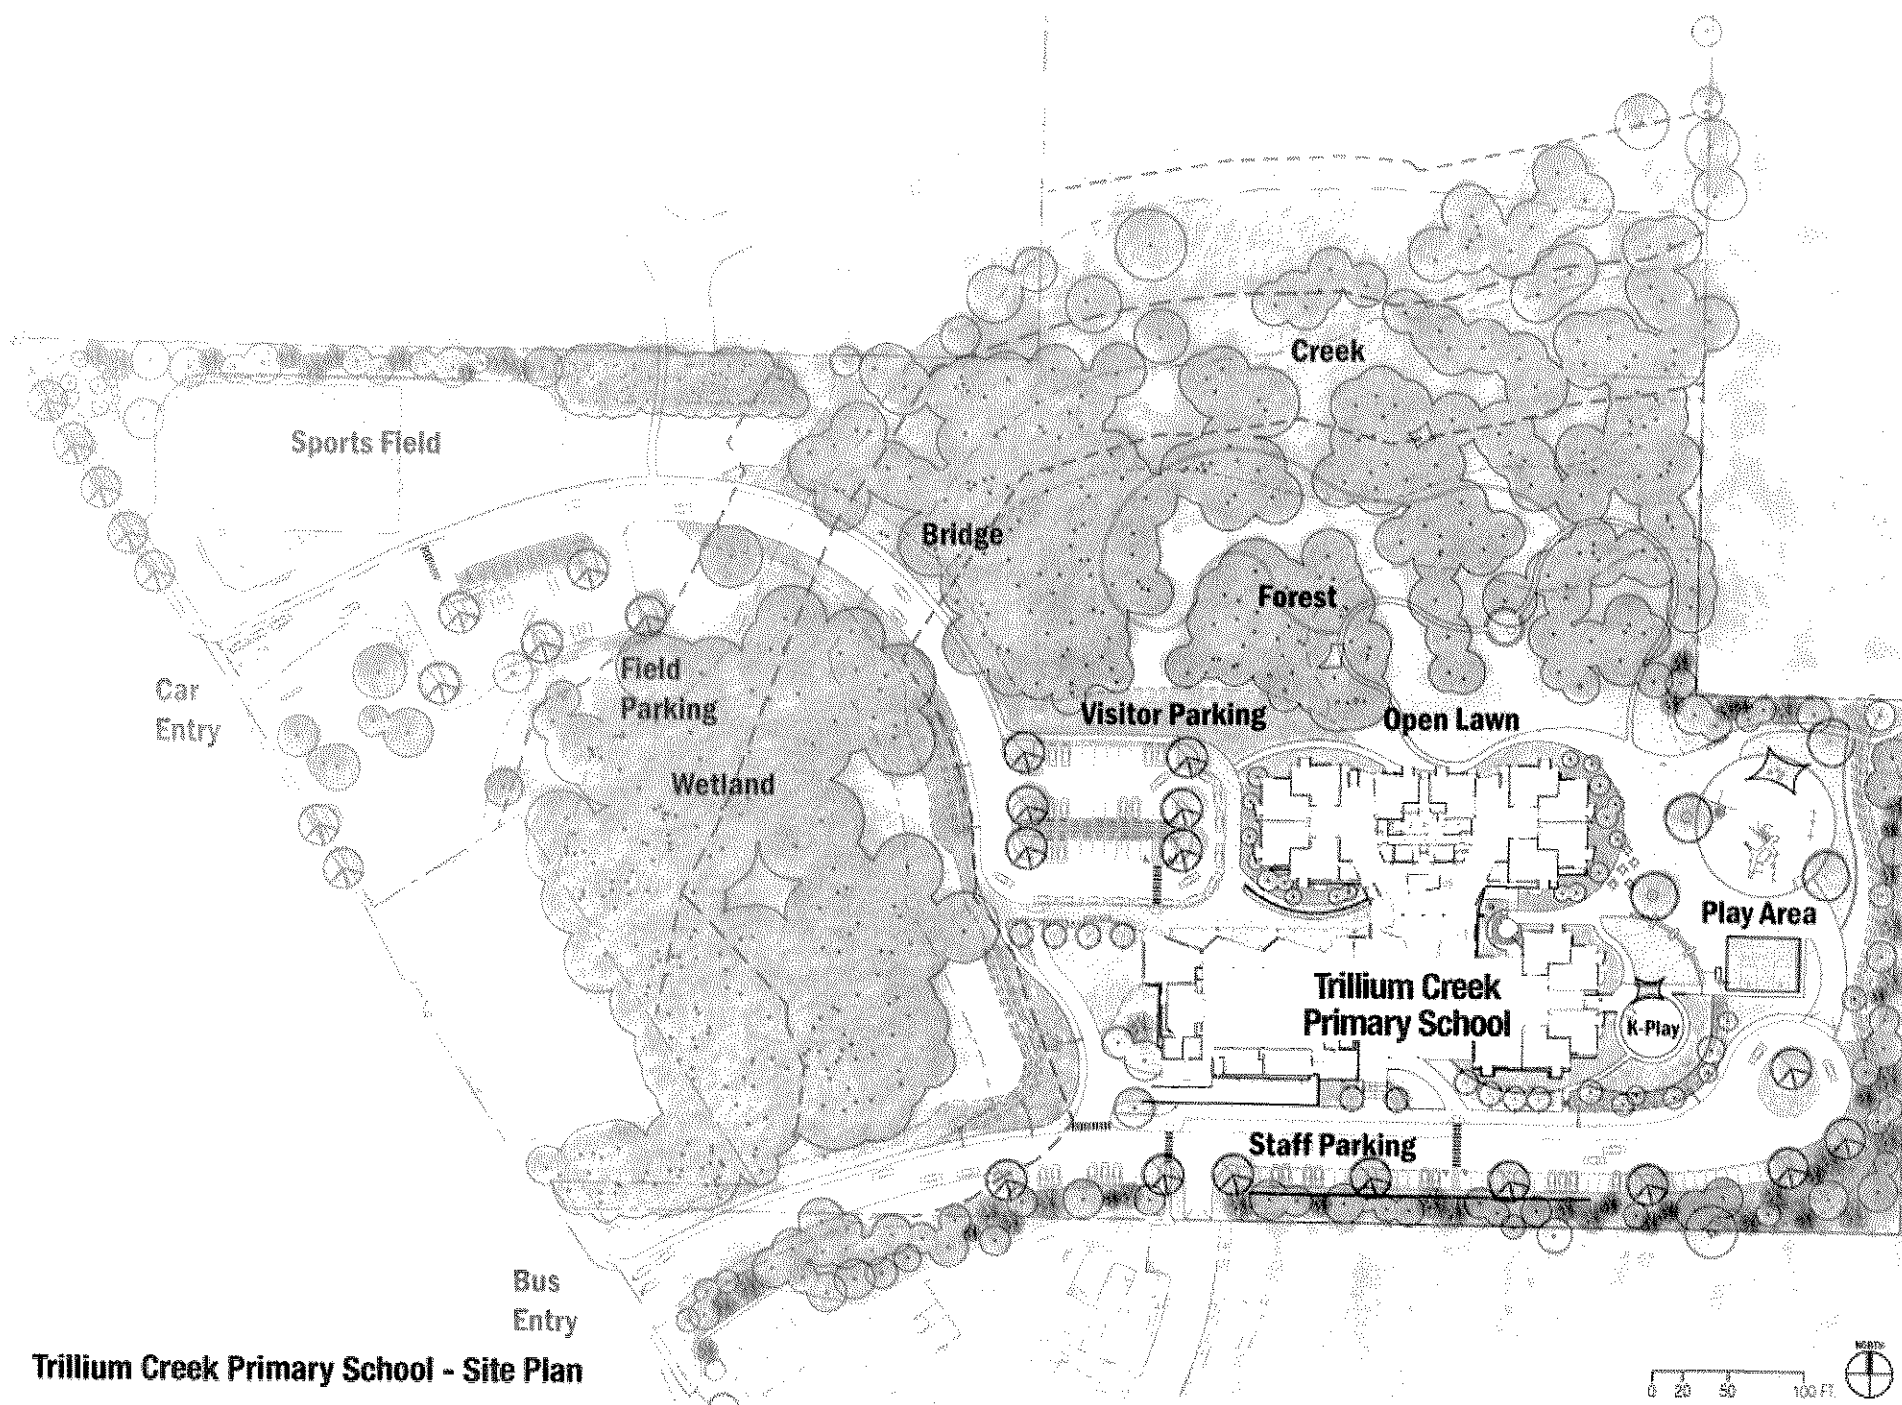 Creek
Sports Field
Bridge
Forest
Field
Parking
Car
Entry
Visitor Parking
Open Lawn
Wetland
Play Area
Trillium Creek
Primary School
K-Play
Staff Parking
Bus
Entry
Trillium Creek Primary School - Site Plan
NORTH
0 20 50 100 FT.